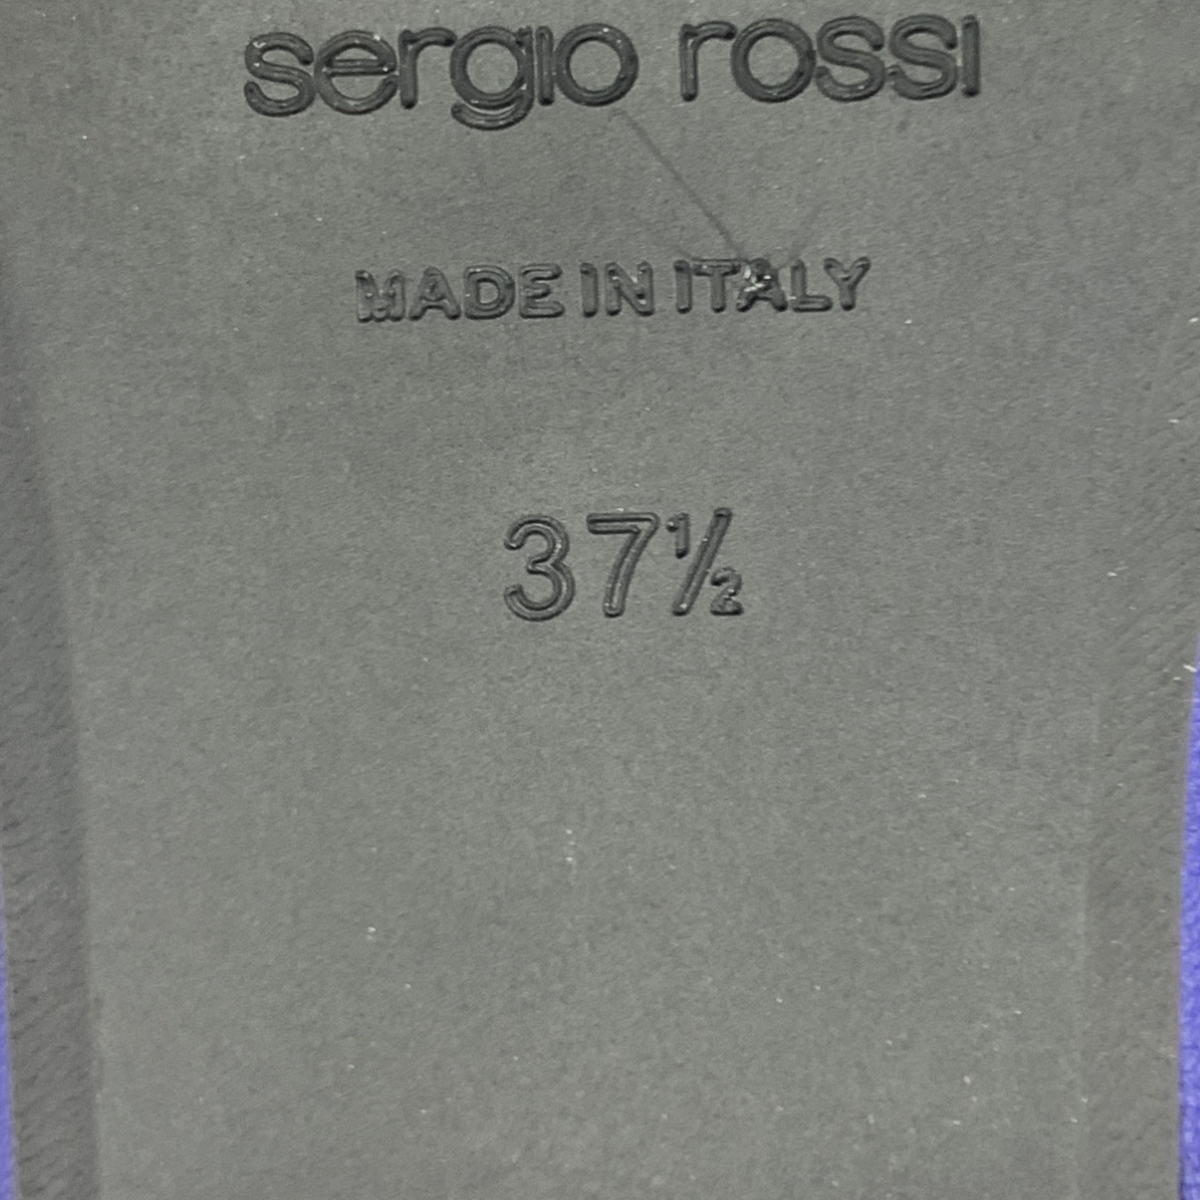 sergio rossi
MADE IN ITALY
37½